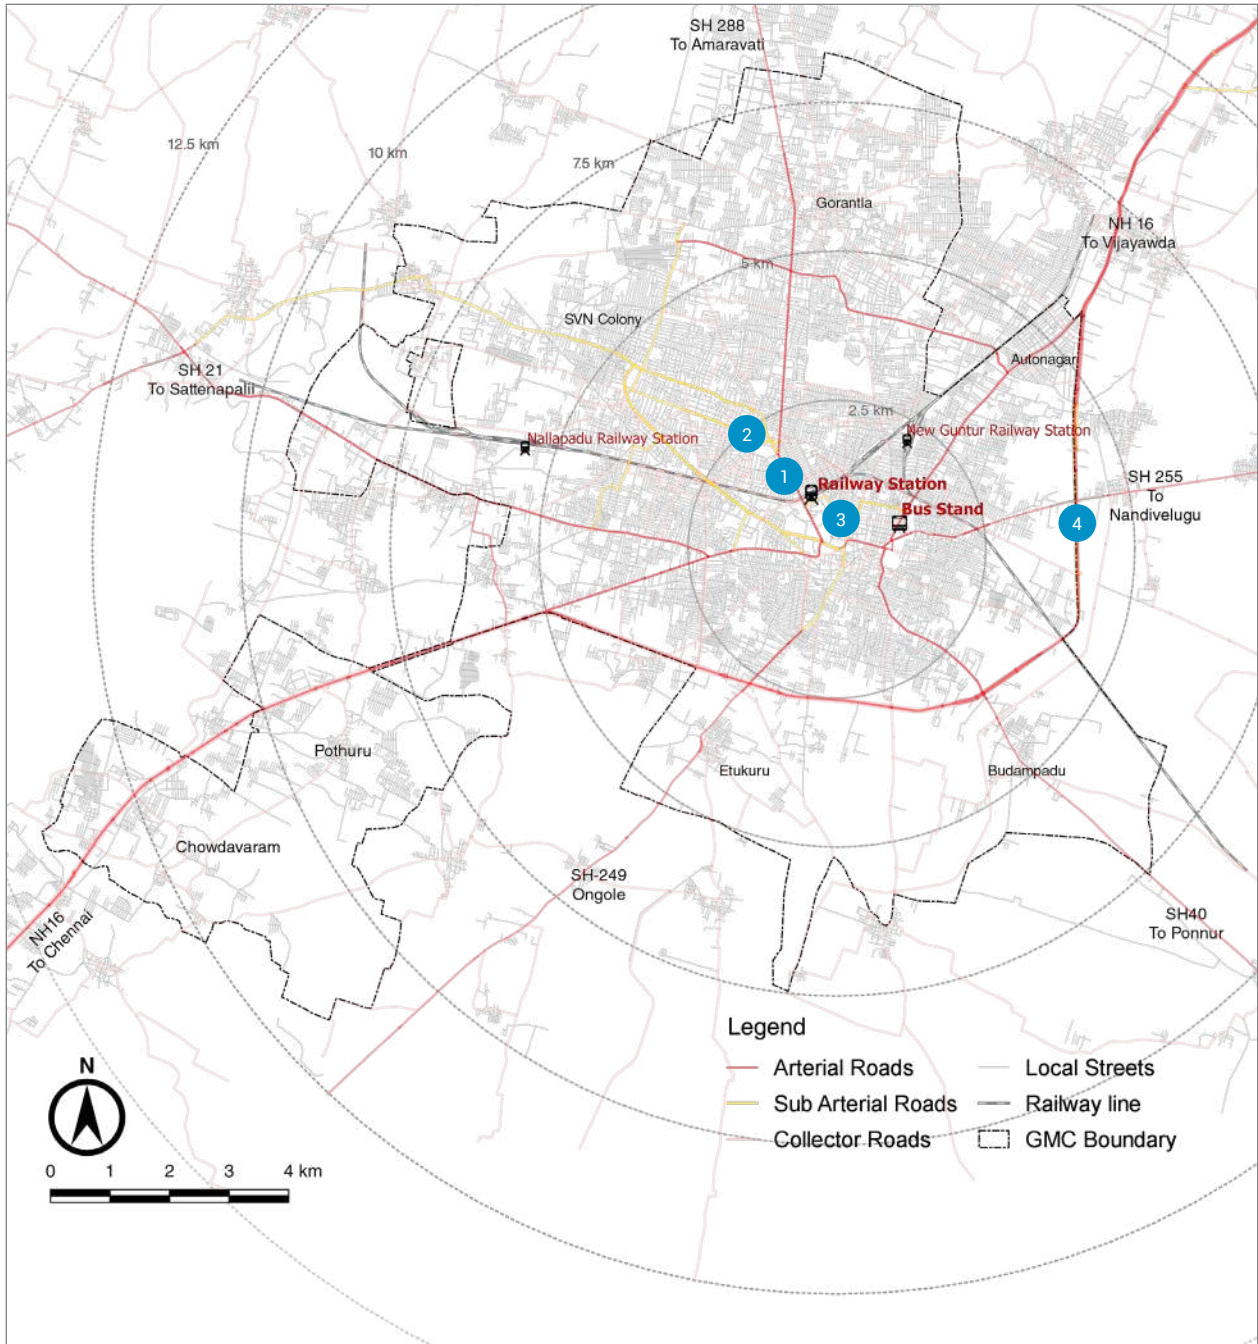 SH 288
To Amaravati
12.5 km
10 km
7.5 km
Gorantla
NH 16
To Vijayawda
5 km
SVN Colony
Autonagar
SH 21
To Sattenapalii
2.5 km
2
Nallapadu Railway Station
New Guntur Railway Station
1
Railway Station
SH 255
To
Nandivelugu
Bus Stand
3
4
Pothuru
Etukuru
Budampadu
Chowdavaram
SH-249
Ongole
NH16
To Chennai
SH40
To Ponnur
Legend
Arterial Roads
Local Streets
Sub Arterial Roads
Railway line
Collector Roads
GMC Boundary
N
0 1 2 3 4 km